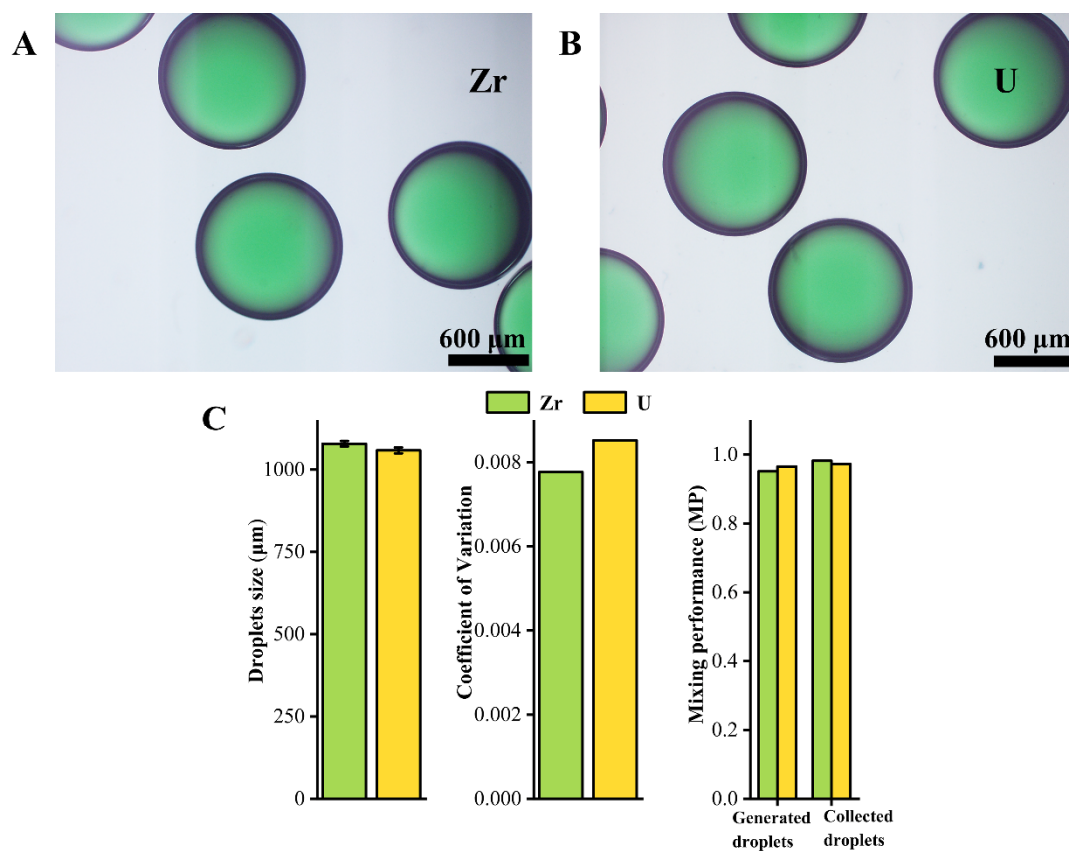 A
Zr
600 μm
B
U
600 μm
C
Zr
U
Droplets size (μm)
1000
750
500
250
0
Coefficient of Variation
0.008
0.006
0.004
0.002
0.000
Mixing performance (MP)
1.0
0.8
0.6
0.4
0.2
0.0
Generated
droplets
Collected
droplets